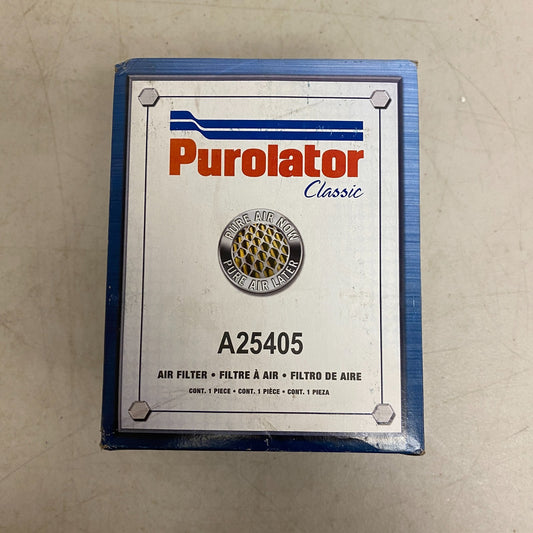 Purolator
Classic
PURE AIR NOW
PURE AIR LATER
A25405
AIR FILTER • FILTRE À AIR • FILTRO DE AIRE
CONT. 1 PIECE • CONT. 1 PIÈCE • CONT. 1 PIEZA